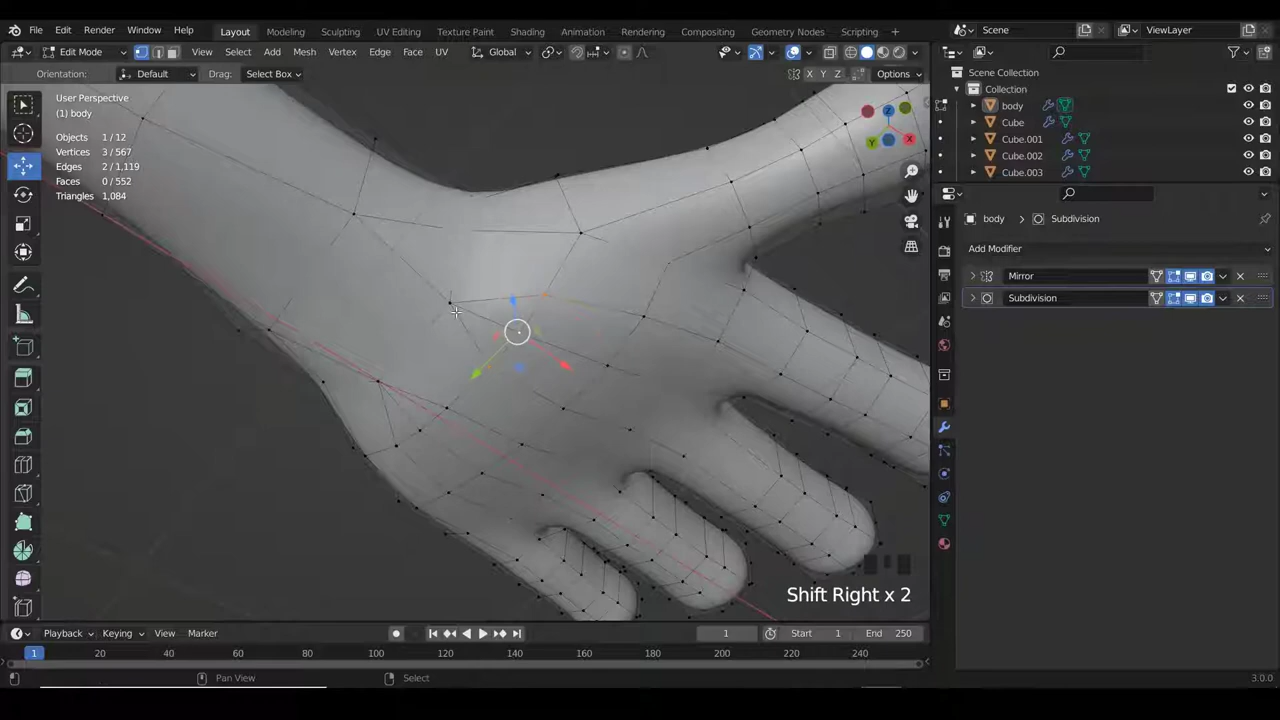 File Edit Render Window Help Layout Modeling Sculpting UV Editing Texture Paint Shading Animation Rendering Compositing Geometry Nodes Scripting + Scene ViewLayer
Edit Mode View Select Add Mesh Vertex Edge Face UV Global
Orientation: Default Drag: Select Box X Y Z Options
User Perspective
(1) body
Objects 1 / 12
Vertices 3 / 567
Edges 2 / 1,119
Faces 0 / 552
Triangles 1,084
Z
X
Y
Scene Collection
Collection
body
Cube
Cube.001
Cube.002
Cube.003
body > Subdivision
Add Modifier
Mirror
Subdivision
Shift Right x 2
Playback Keying View Marker 1 Start 1 End 250
1 20 40 60 80 100 120 140 160 180 200 220 240
Pan View Select 3.0.0